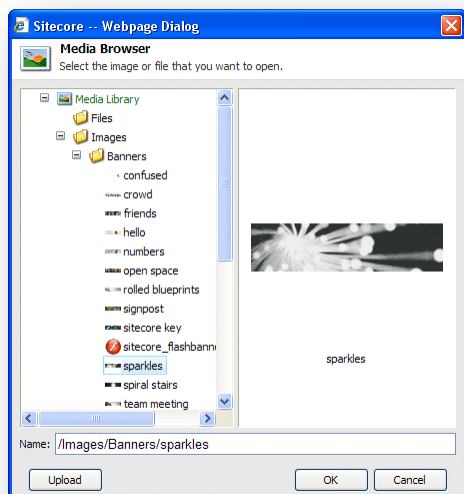 Sitecore -- Webpage Dialog
Media Browser
Select the image or file that you want to open.
Media Library
Files
Images
Banners
confused
crowd
friends
hello
numbers
open space
rolled blueprints
signpost
sitecore key
sitecore_flashbanne
sparkles
spiral stairs
team meeting
sparkles
Name: /Images/Banners/sparkles
Upload OK Cancel